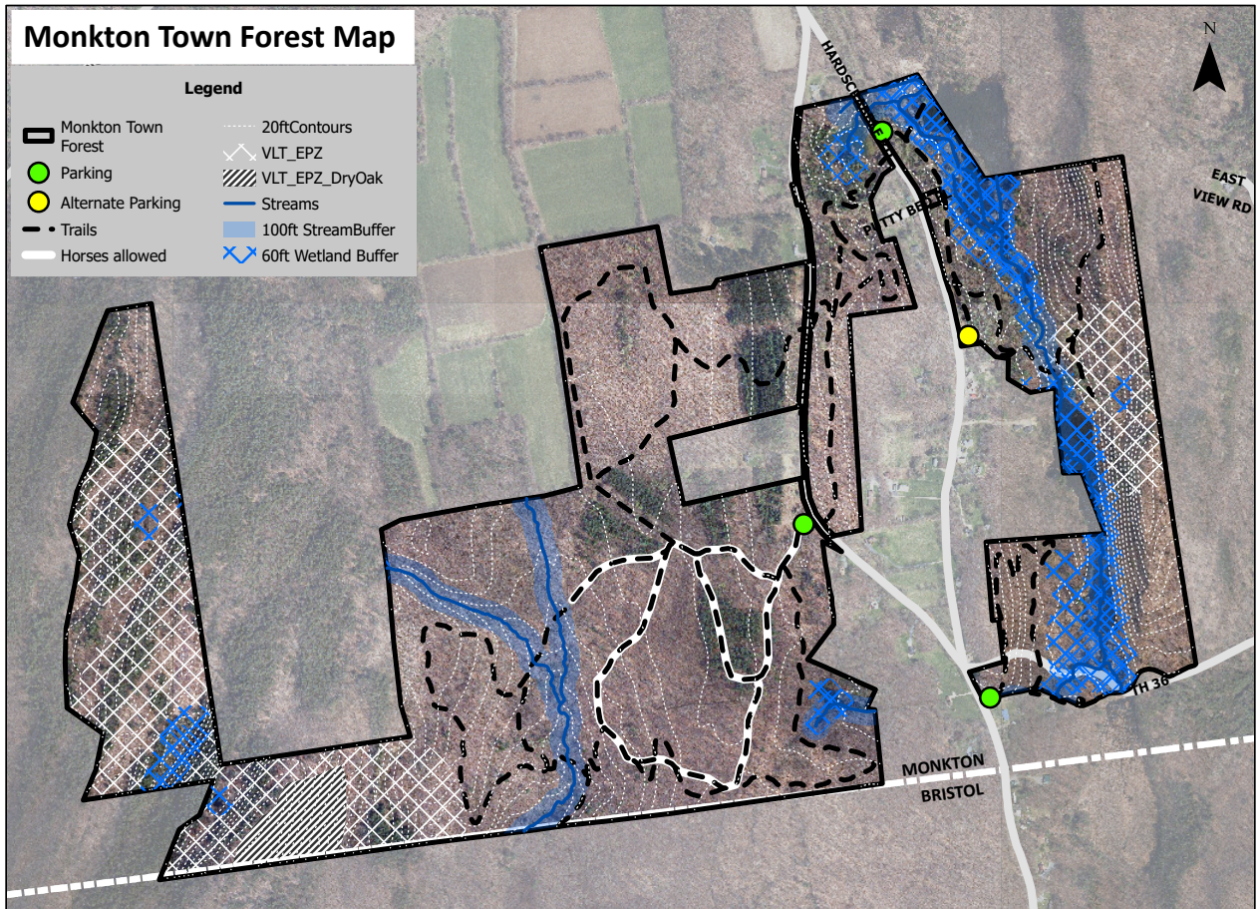 Monkton Town Forest Map
N
Legend
Monkton Town
Forest
Parking
Alternate Parking
Trails
Horses allowed
20ftContours
VLT_EPZ
VLT_EPZ_DryOak
Streams
100ft StreamBuffer
60ft Wetland Buffer
EAST
VIEW RD
TH 36
MONKTON
BRISTOL